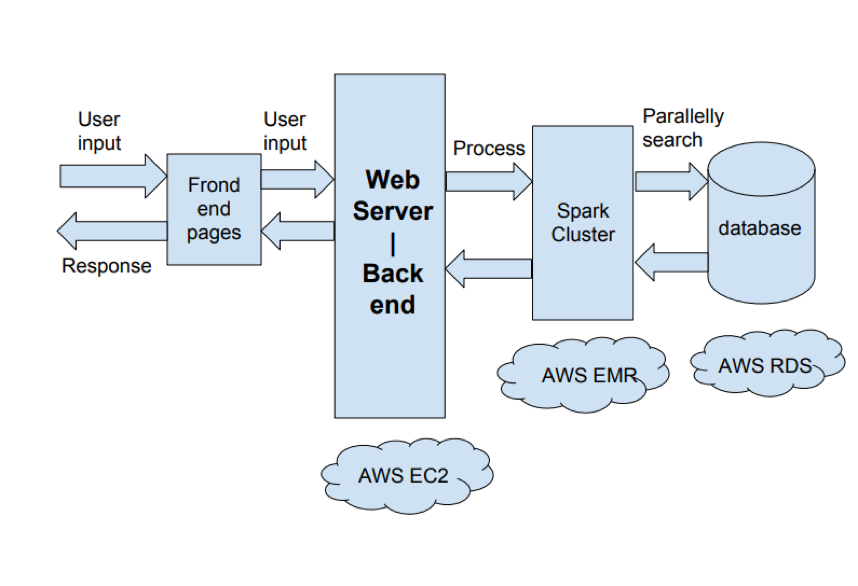 User
input
User
input
Process
Parallelly
search
Frond
end
pages
Web
Server
|
Back
end
Spark
Cluster
database
Response
AWS EMR
AWS RDS
AWS EC2